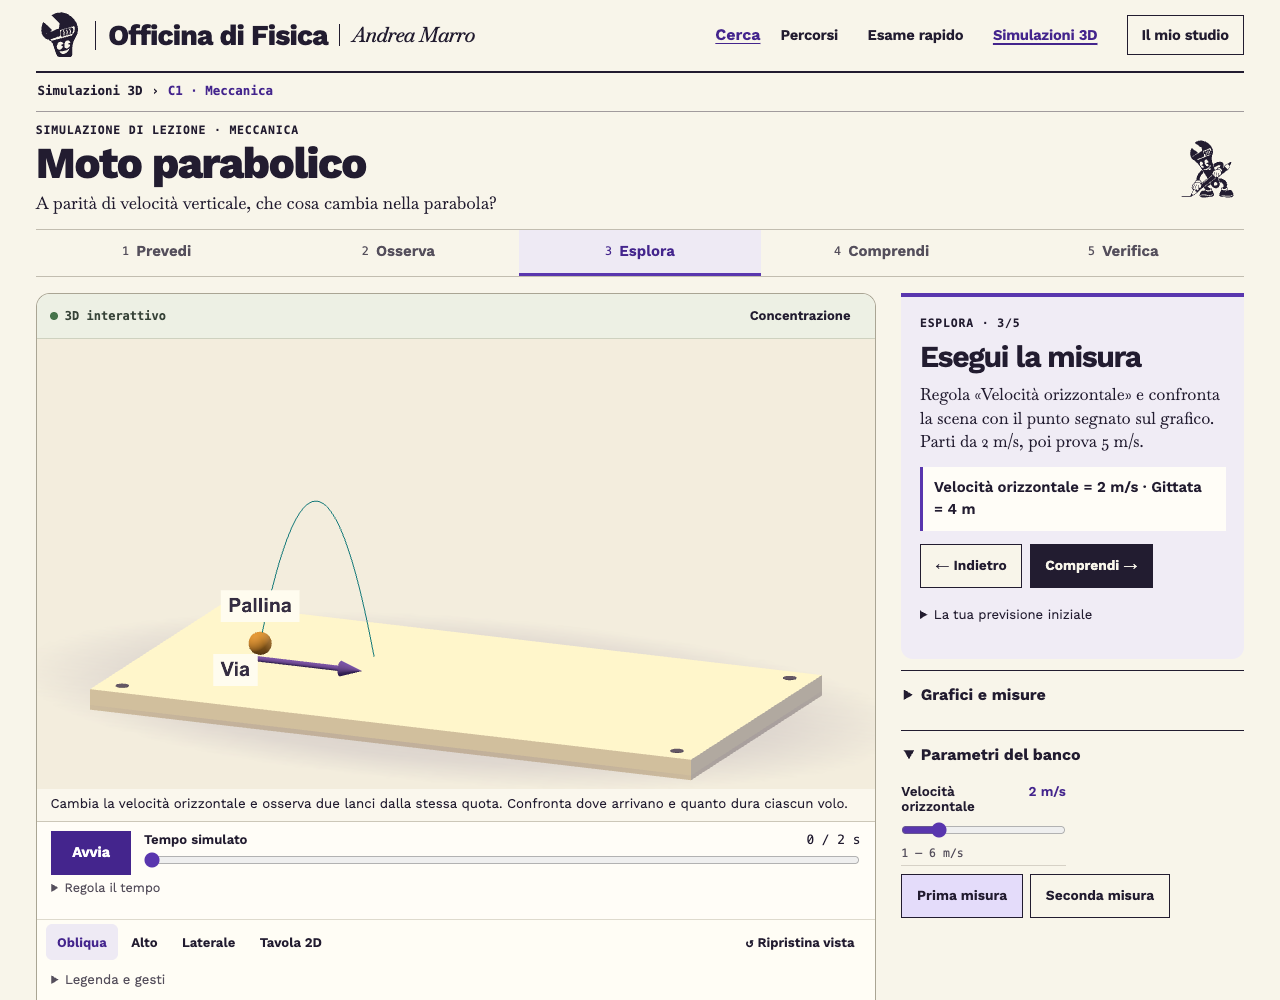 Officina di Fisica
Andrea Marro
Cerca
Percorsi
Esame rapido
Simulazioni 3D
Il mio studio
Simulazioni 3D › C1 · Meccanica
SIMULAZIONE DI LEZIONE · MECCANICA
Moto parabolico
A parità di velocità verticale, che cosa cambia nella parabola?
1 Prevedi
2 Osserva
3 Esplora
4 Comprendi
5 Verifica
3D interattivo
Concentrazione
Pallina
Via
Cambia la velocità orizzontale e osserva due lanci dalla stessa quota. Confronta dove arrivano e quanto dura ciascun volo.
Avvia
Tempo simulato
0 / 2 s
▶ Regola il tempo
Obliqua
Alto
Laterale
Tavola 2D
↺ Ripristina vista
▶ Legenda e gesti
ESPLORA · 3/5
Esegui la misura
Regola «Velocità orizzontale» e confronta
la scena con il punto segnato sul grafico.
Parti da 2 m/s, poi prova 5 m/s.
Velocità orizzontale = 2 m/s · Gittata
= 4 m
← Indietro
Comprendi →
▶ La tua previsione iniziale
▶ Grafici e misure
▼ Parametri del banco
Velocità
orizzontale
2 m/s
1 – 6 m/s
Prima misura
Seconda misura